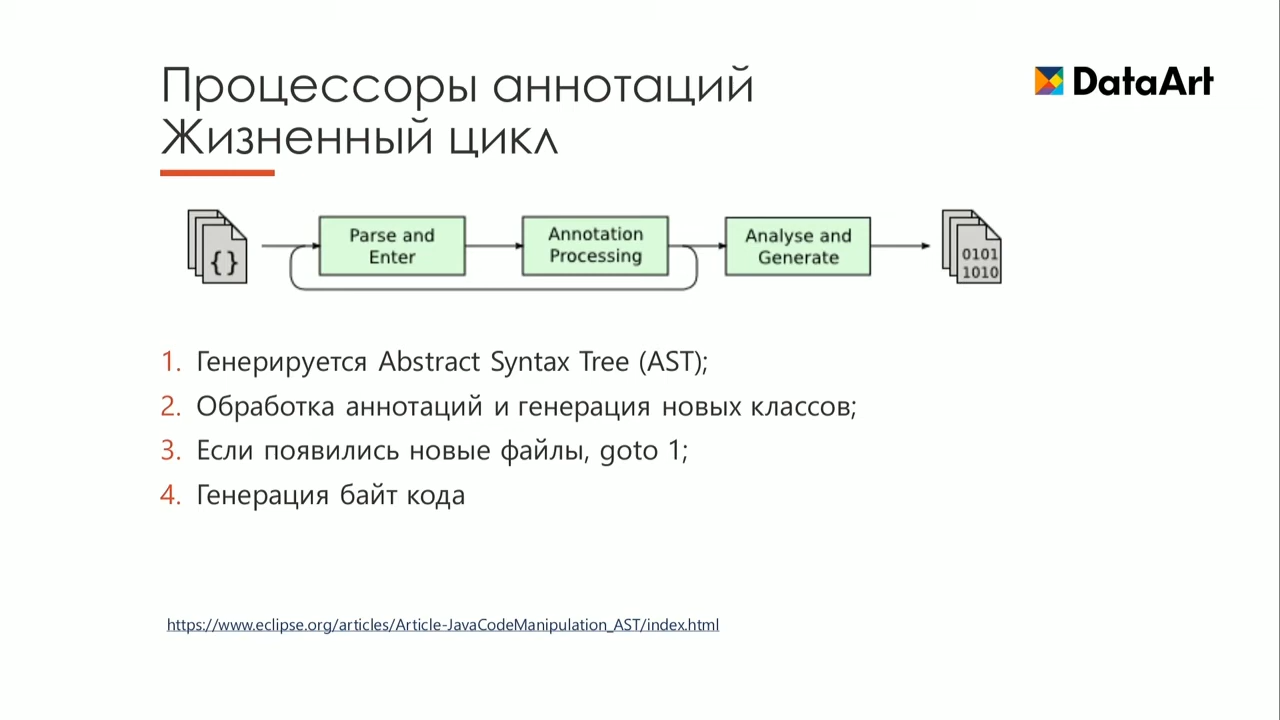 Процессоры аннотаций
Жизненный цикл
DataArt
{}
Parse and
Enter
Annotation
Processing
Analyse and
Generate
0101
1010
1. Генерируется Abstract Syntax Tree (AST);
2. Обработка аннотаций и генерация новых классов;
3. Если появились новые файлы, goto 1;
4. Генерация байт кода
https://www.eclipse.org/articles/Article-JavaCodeManipulation_AST/index.html